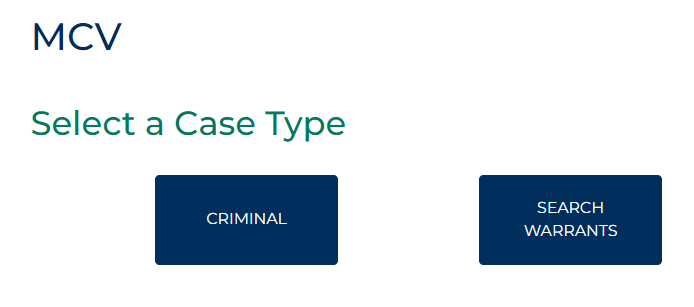 MCV
Select a Case Type
CRIMINAL
SEARCH
WARRANTS